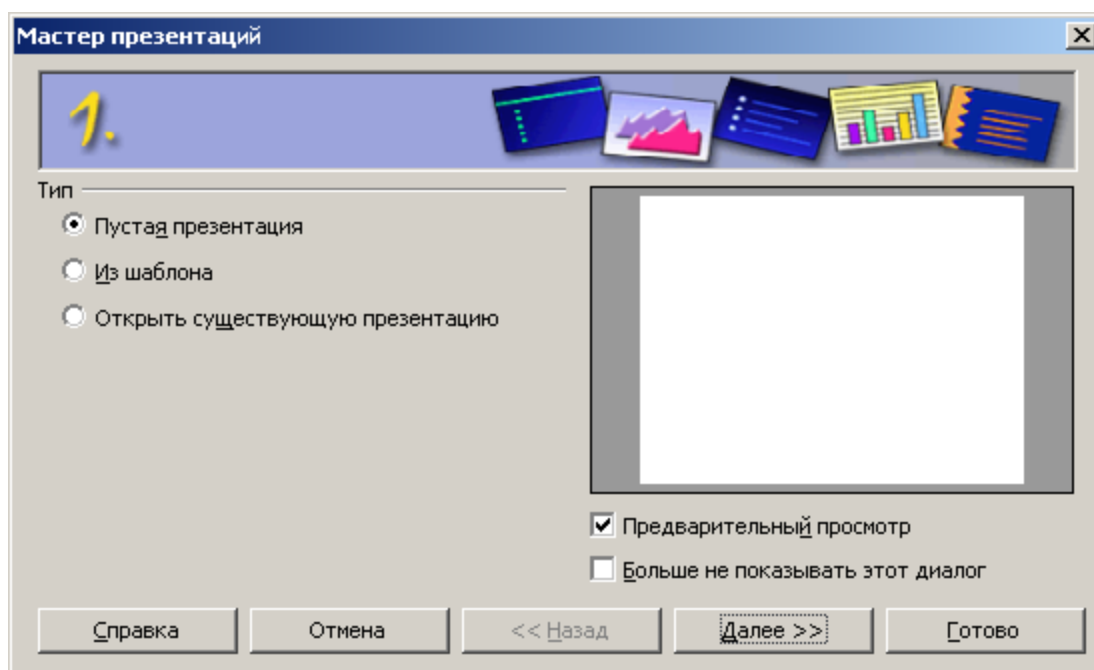 Мастер презентаций
1.
Тип
Пустая презентация
Из шаблона
Открыть существующую презентацию
Предварительный просмотр
Больше не показывать этот диалог
Справка
Отмена
<< Назад
Далее >>
Готово